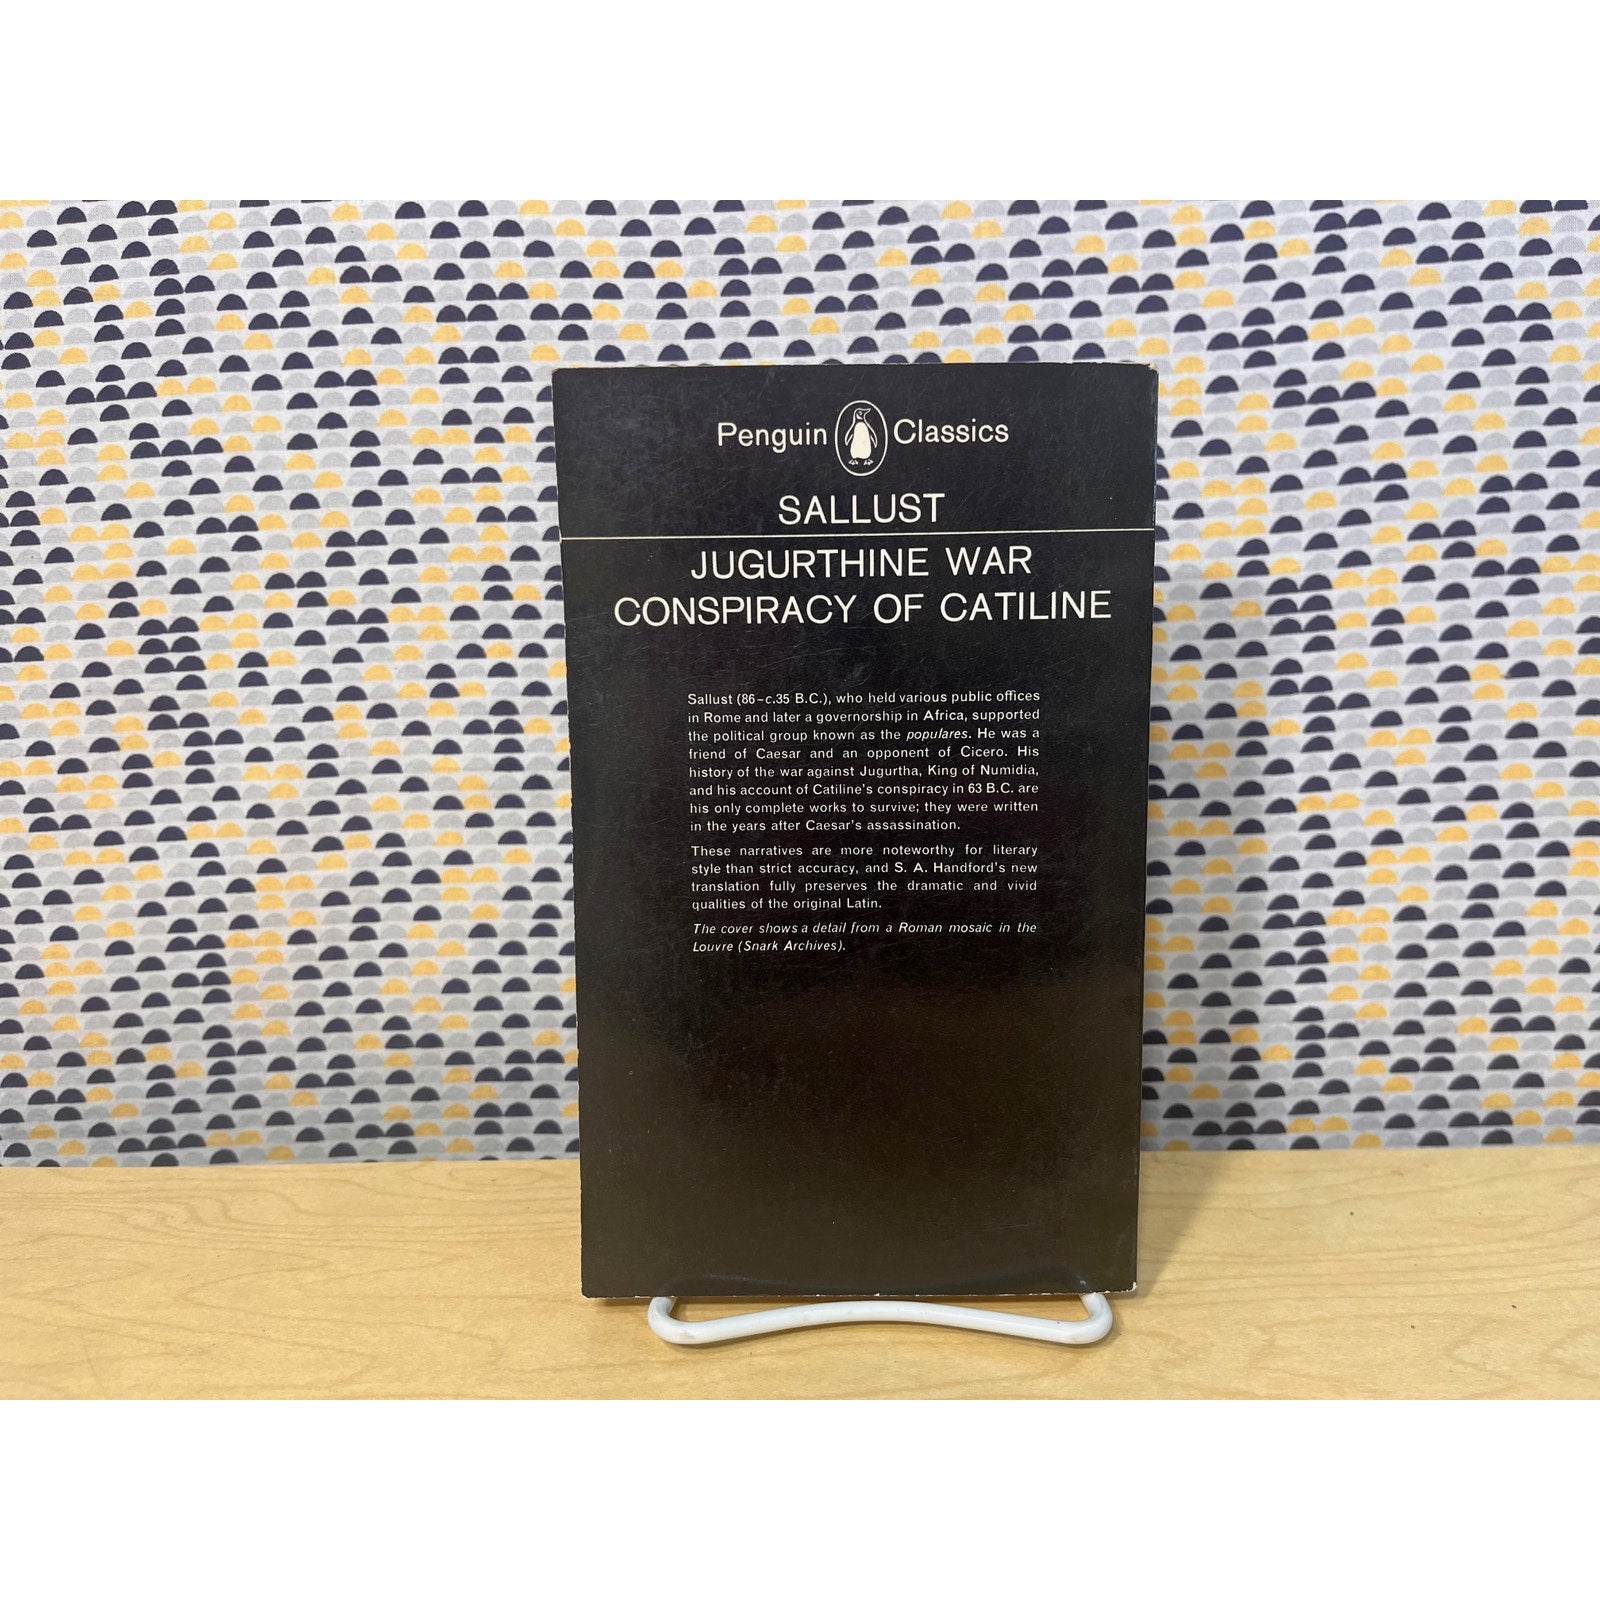 Penguin Classics
SALLUST
JUGURTHINE WAR
CONSPIRACY OF CATILINE
Sallust (86–c.35 B.C.), who held various public offices
in Rome and later a governorship in Africa, supported
the political group known as the populares. He was a
friend of Caesar and an opponent of Cicero. His
history of the war against Jugurtha, King of Numidia,
and his account of Catiline's conspiracy in 63 B.C. are
his only complete works to survive; they were written
in the years after Caesar's assassination.
These narratives are more noteworthy for literary
style than strict accuracy, and S. A. Handford's new
translation fully preserves the dramatic and vivid
qualities of the original Latin.
The cover shows a detail from a Roman mosaic in the
Louvre (Snark Archives).